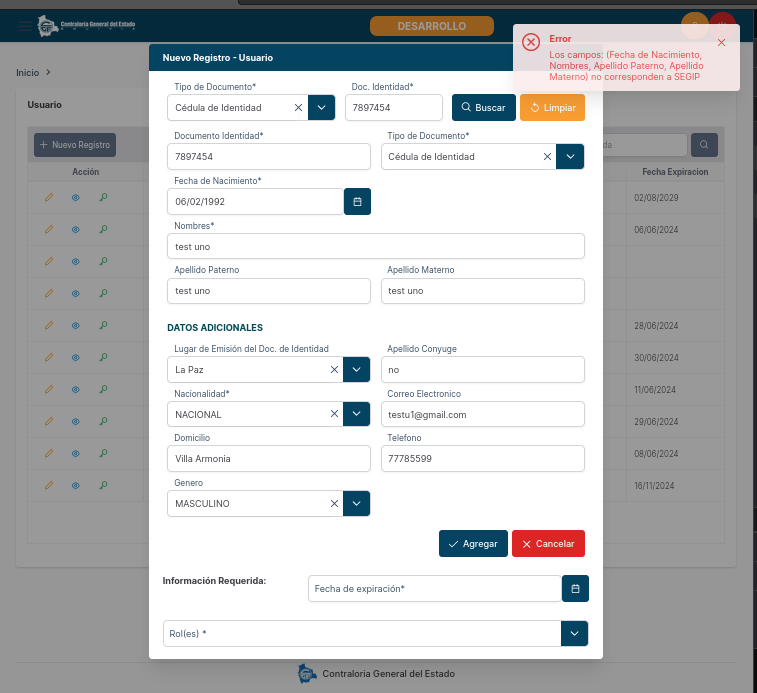 Contraloría General del Estado
DESARROLLO
Error
Los campos: (Fecha de Nacimiento,
Nombres, Apellido Paterno, Apellido
Materno) no corresponden a SEGIP
Inicio
Usuario
Nuevo Registro
Acción
Fecha Expiracion
02/08/2029
06/06/2024
28/06/2024
30/06/2024
11/06/2024
29/06/2024
08/06/2024
16/11/2024
Nuevo Registro - Usuario
Tipo de Documento* Doc. Identidad*
Cédula de Identidad 7897454 Buscar Limpiar
Documento Identidad* Tipo de Documento*
7897454 Cédula de Identidad
Fecha de Nacimiento*
06/02/1992
Nombres*
test uno
Apellido Paterno Apellido Materno
test uno test uno
DATOS ADICIONALES
Lugar de Emisión del Doc. de Identidad Apellido Conyuge
La Paz no
Nacionalidad* Correo Electronico
NACIONAL testu1@gmail.com
Domicilio Telefono
Villa Armonia 77785599
Genero
MASCULINO
Agregar Cancelar
Información Requerida: Fecha de expiración*
Rol(es) *
Contraloría General del Estado